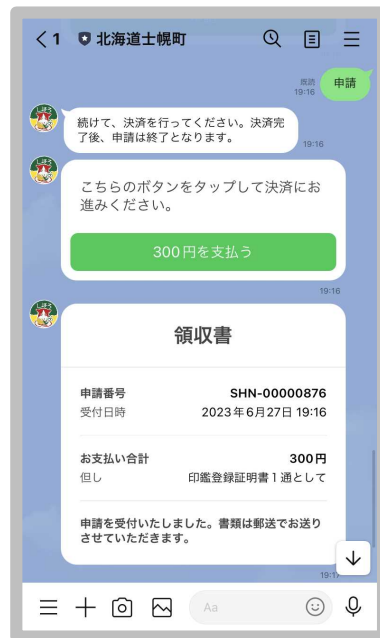 1 北海道士幌町
申請
既読
19:16
続けて、決済を行ってください。決済完
了後、申請は終了となります。
19:16
こちらのボタンをタップして決済にお
進みください。
300円を支払う
19:16
領収書
申請番号 SHN-00000876
受付日時 2023年6月27日 19:16
お支払い合計 300円
但し 印鑑登録証明書1通として
申請を受付いたしました。書類は郵送でお送り
させていただきます。
19:17
Aa